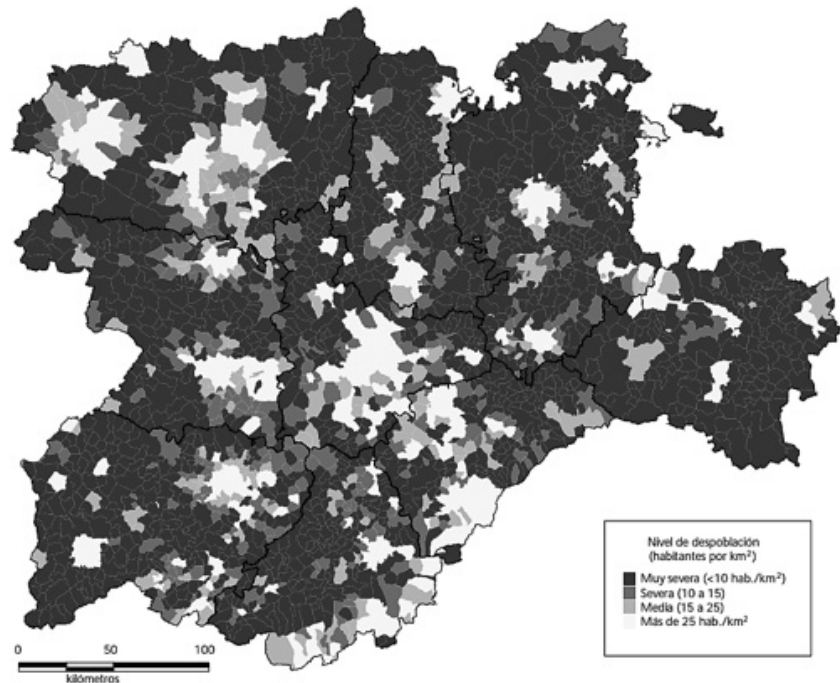 Nivel de despoblación
(habitantes por km²)
Muy severa (<10 hab./km²)
Severa (10 a 15)
Media (15 a 25)
Más de 25 hab./km²
0 50 100
kilómetros